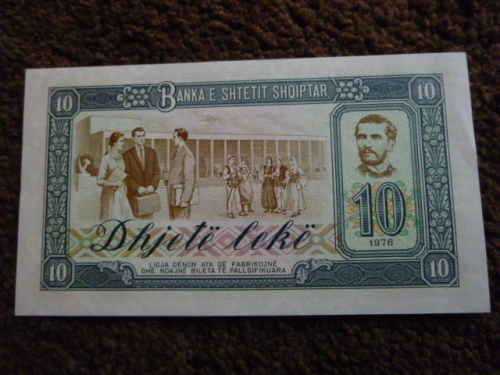 10 BANKA E SHTETIT SHQIPTAR 10
Dhjetë lekë
10
1976
10 LIGJA DËNON ATA QË FABRIKOJNË 10
DHE NDAJNË BILETA TË FALLSIFIKUARA